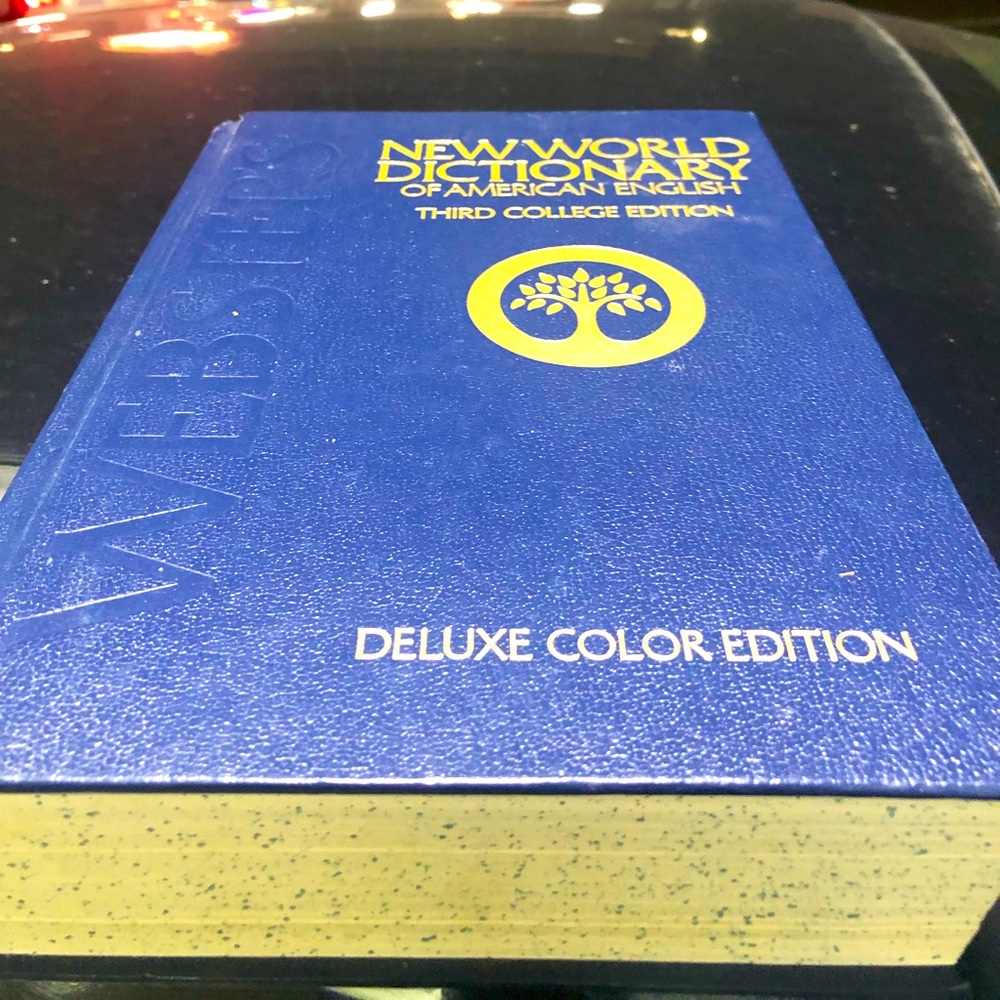 WEBSTER'S
NEW WORLD
DICTIONARY
OF AMERICAN ENGLISH
THIRD COLLEGE EDITION
DELUXE COLOR EDITION